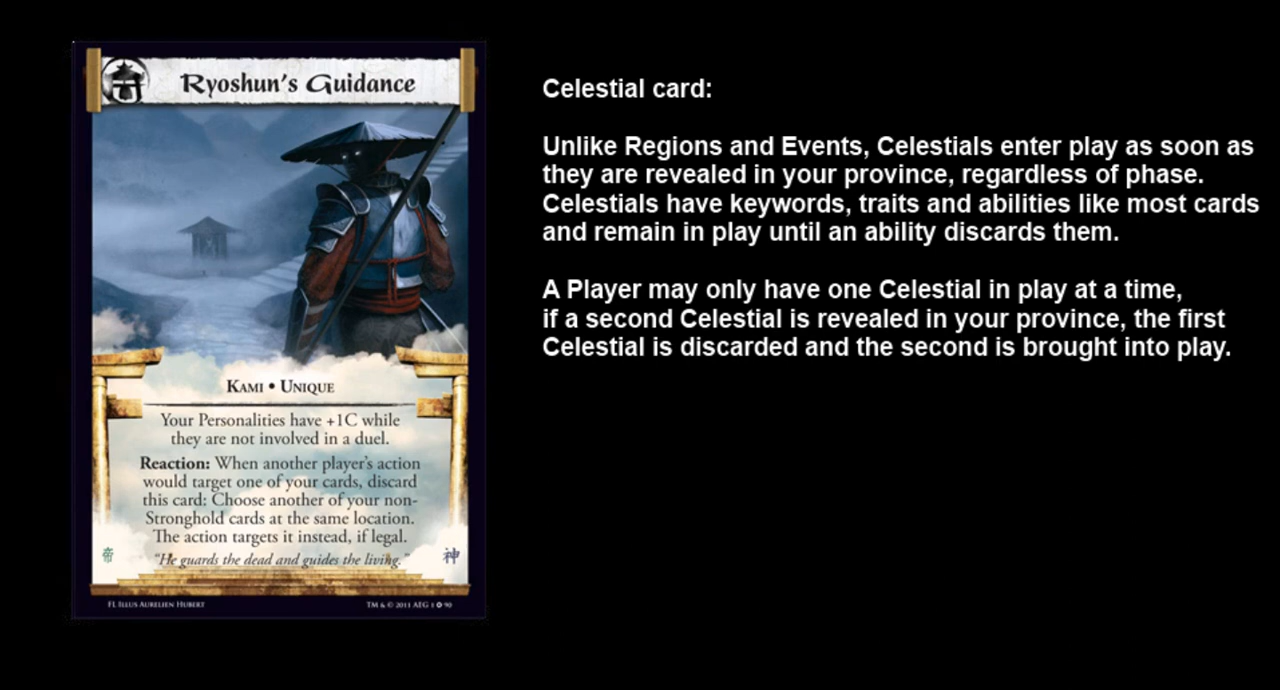 Ryoshun's Guidance
Kami • Unique
Your Personalities have +1C while
they are not involved in a duel.
Reaction: When another player's action
would target one of your cards, discard
this card: Choose another of your non-
Stronghold cards at the same location.
The action targets it instead, if legal.
"He guards the dead and guides the living."
帝
神
FL Illus Aurelien Hubert
TM & © 2011 AEG 1 ✪ 90
Celestial card:
Unlike Regions and Events, Celestials enter play as soon as
they are revealed in your province, regardless of phase.
Celestials have keywords, traits and abilities like most cards
and remain in play until an ability discards them.
A Player may only have one Celestial in play at a time,
if a second Celestial is revealed in your province, the first
Celestial is discarded and the second is brought into play.